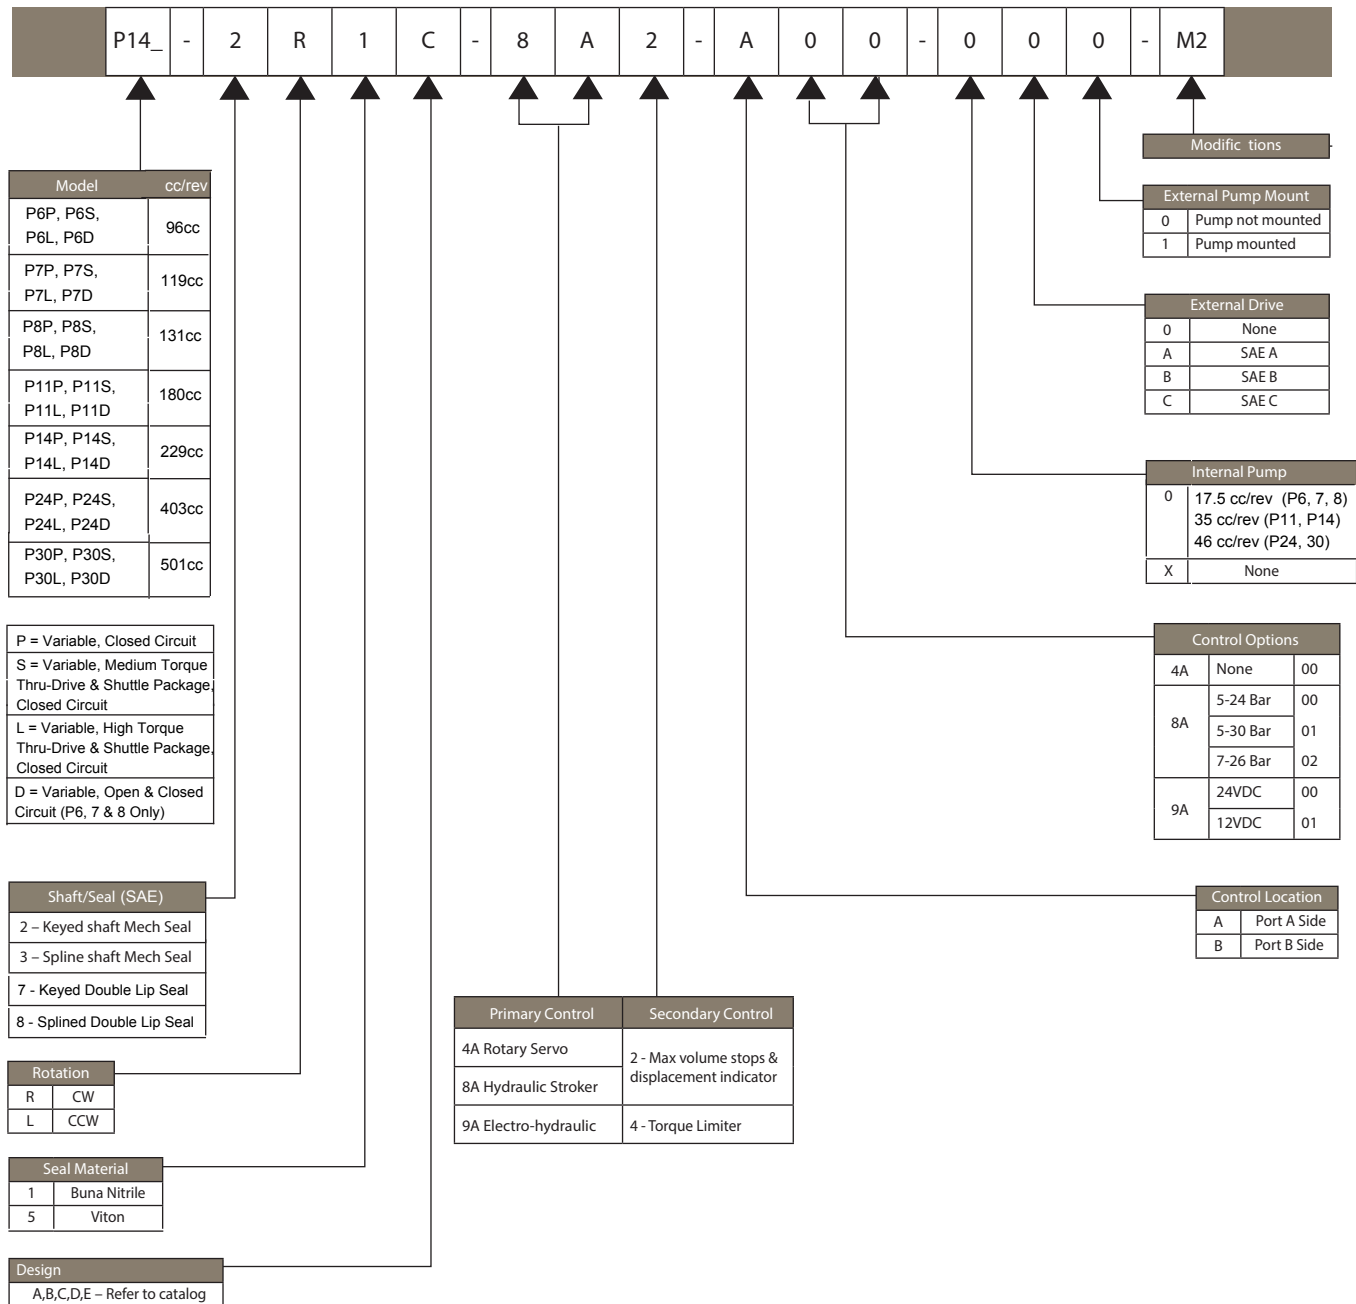 P14_ - 2 R 1 C - 8 A 2 - A 0 0 - 0 0 0 - M2
Model cc/rev
P6P, P6S,
P6L, P6D
96cc
P7P, P7S,
P7L, P7D
119cc
P8P, P8S,
P8L, P8D
131cc
P11P, P11S,
P11L, P11D
180cc
P14P, P14S,
P14L, P14D
229cc
P24P, P24S,
P24L, P24D
403cc
P30P, P30S,
P30L, P30D
501cc
P = Variable, Closed Circuit
S = Variable, Medium Torque
Thru-Drive & Shuttle Package,
Closed Circuit
L = Variable, High Torque
Thru-Drive & Shuttle Package,
Closed Circuit
D = Variable, Open & Closed
Circuit (P6, 7 & 8 Only)
Shaft/Seal (SAE)
2 – Keyed shaft Mech Seal
3 – Spline shaft Mech Seal
7 - Keyed Double Lip Seal
8 - Splined Double Lip Seal
Rotation
R CW
L CCW
Seal Material
1 Buna Nitrile
5 Viton
Design
A,B,C,D,E – Refer to catalog
Primary Control Secondary Control
4A Rotary Servo
8A Hydraulic Stroker
2 - Max volume stops &
displacement indicator
9A Electro-hydraulic 4 - Torque Limiter
Modific tions
External Pump Mount
0 Pump not mounted
1 Pump mounted
External Drive
0 None
A SAE A
B SAE B
C SAE C
Internal Pump
0 17.5 cc/rev (P6, 7, 8)
35 cc/rev (P11, P14)
46 cc/rev (P24, 30)
X None
Control Options
4A None 00
8A
5-24 Bar 00
5-30 Bar 01
7-26 Bar 02
9A
24VDC 00
12VDC 01
Control Location
A Port A Side
B Port B Side